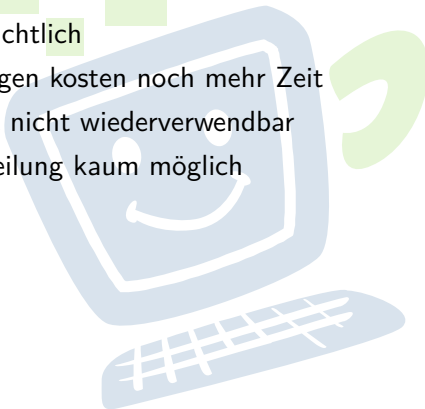 chtlich
gen kosten noch mehr Zeit
nicht wiederverwendbar
eilung kaum möglich